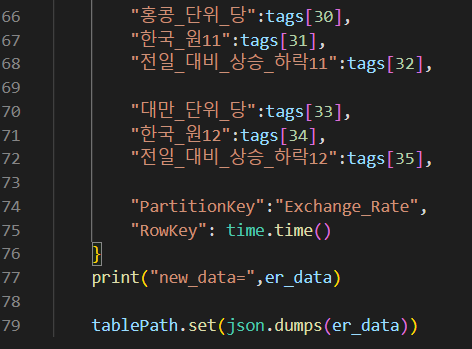 66 "홍콩_단위_당":tags[30],
67 "한국_원11":tags[31],
68 "전일_대비_상승_하락11":tags[32],
69
70 "대만_단위_당":tags[33],
71 "한국_원12":tags[34],
72 "전일_대비_상승_하락12":tags[35],
73
74 "PartitionKey":"Exchange_Rate",
75 "RowKey": time.time()
76 }
77 print("new_data=",er_data)
78
79 tablePath.set(json.dumps(er_data))